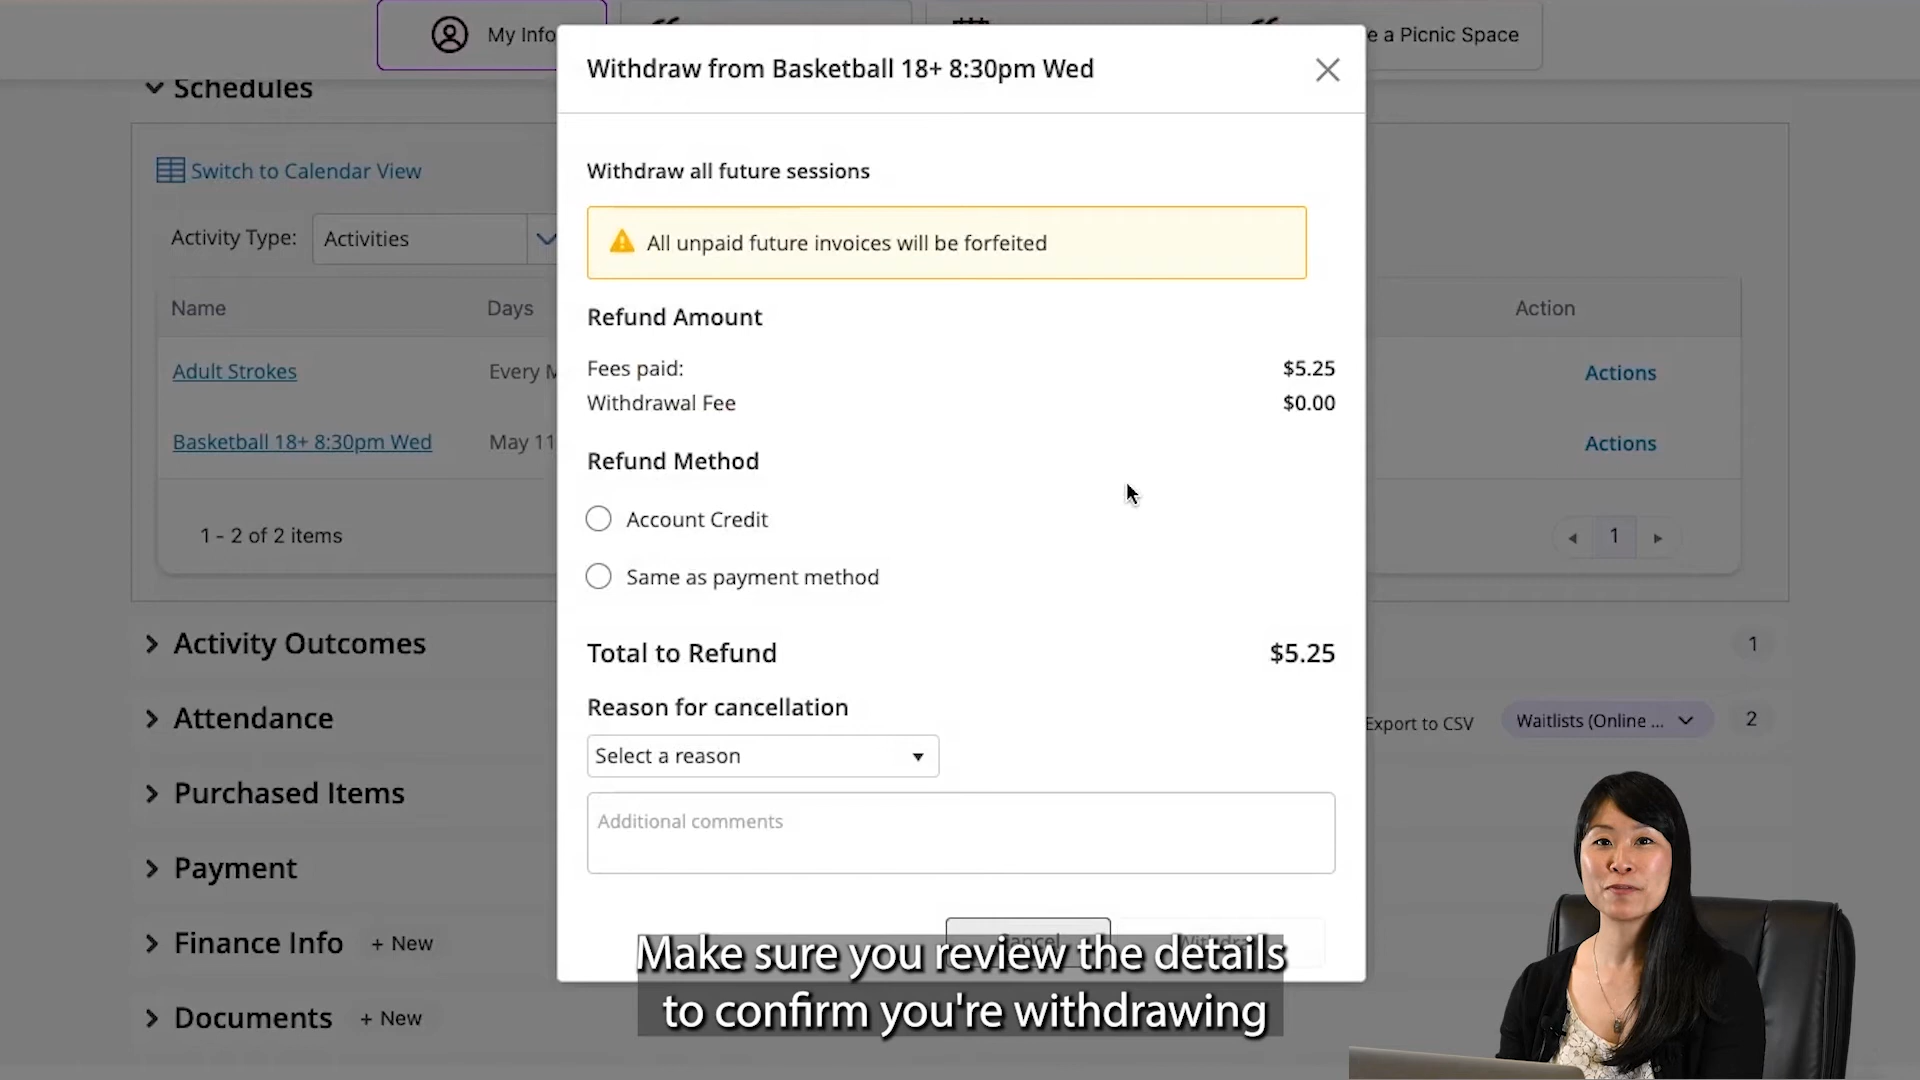 My Info
e a Picnic Space
Withdraw from Basketball 18+ 8:30pm Wed
Schedules
Switch to Calendar View
Withdraw all future sessions
Activity Type:
Activities
All unpaid future invoices will be forfeited
Name
Days
Action
Refund Amount
Adult Strokes
Every M
Fees paid:
$5.25
Actions
Withdrawal Fee
$0.00
Basketball 18+ 8:30pm Wed
May 11
Actions
Refund Method
Account Credit
1 - 2 of 2 items
1
Same as payment method
Activity Outcomes
1
Total to Refund
$5.25
Reason for cancellation
Attendance
Export to CSV
Waitlists (Online ...
2
Select a reason
Purchased Items
Additional comments
Payment
Finance Info
+ New
Cancel
Make sure you review the details
to confirm you're withdrawing
Documents
+ New